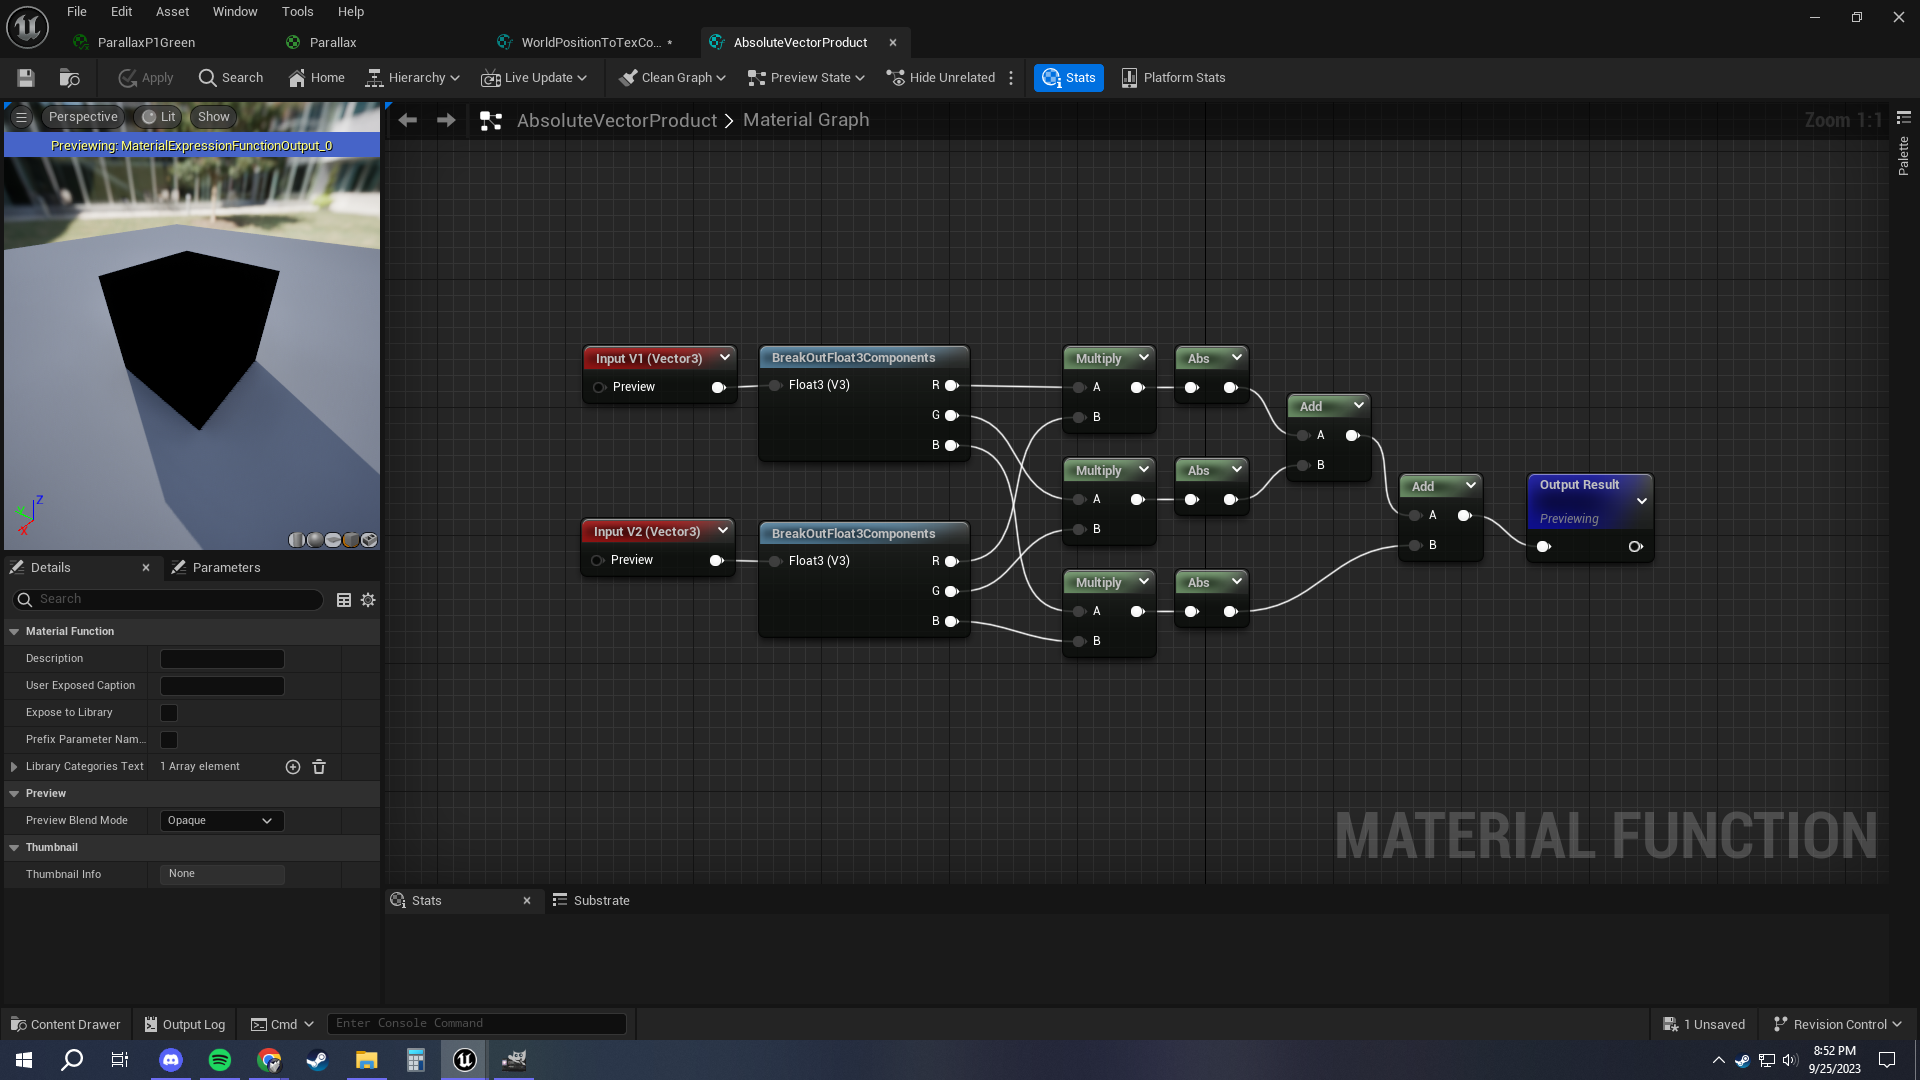 File Edit Asset Window Tools Help
ParallaxP1Green Parallax WorldPositionToTexCo... * AbsoluteVectorProduct
Apply Search Home Hierarchy Live Update Clean Graph Preview State Hide Unrelated Stats Platform Stats
Perspective Lit Show
Previewing: MaterialExpressionFunctionOutput_0
AbsoluteVectorProduct > Material Graph
Zoom 1:1
Palette
Input V1 (Vector3)
Preview
BreakOutFloat3Components
Float3 (V3) R
G
B
Multiply
A
B
Abs
Add
A
B
Multiply
A
B
Abs
Add
A
B
Output Result
Previewing
Input V2 (Vector3)
Preview
BreakOutFloat3Components
Float3 (V3) R
G
B
Multiply
A
B
Abs
MATERIAL FUNCTION
Z
Y
X
Details Parameters
Search
Material Function
Description
User Exposed Caption
Expose to Library
Prefix Parameter Nam...
Library Categories Text 1 Array element
Preview
Preview Blend Mode Opaque
Thumbnail
Thumbnail Info None
Stats Substrate
Content Drawer Output Log Cmd Enter Console Command 1 Unsaved Revision Control
8:52 PM
9/25/2023